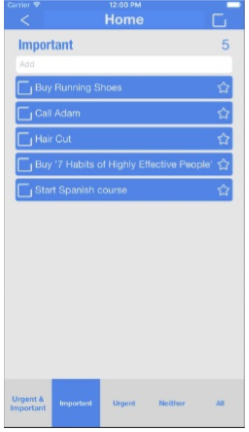 Carrier 12:00 PM
Home
Important 5
Add
Buy Running Shoes
Call Adam
Hair Cut
Buy '7 Habits of Highly Effective People'
Start Spanish course
Urgent &
Important
Important
Urgent
Neither
All